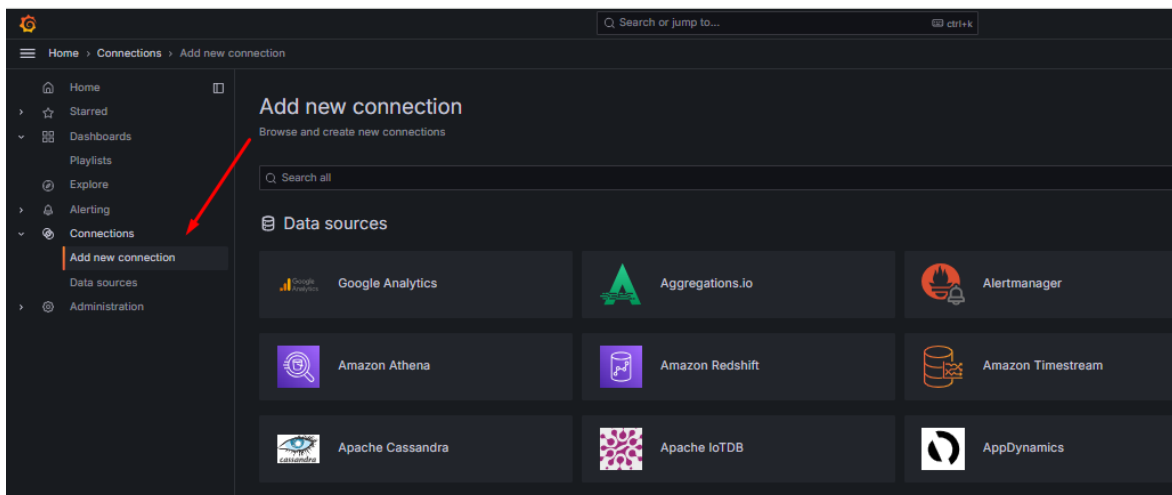 Search or jump to...
ctrl+k
Home › Connections › Add new connection
Home
Starred
Dashboards
Playlists
Explore
Alerting
Connections
Add new connection
Data sources
Administration
Add new connection
Browse and create new connections
Search all
Data sources
Google Analytics
Google Analytics
Aggregations.io
Alertmanager
Amazon Athena
Amazon Redshift
Amazon Timestream
cassandra
Apache Cassandra
Apache IoTDB
AppDynamics